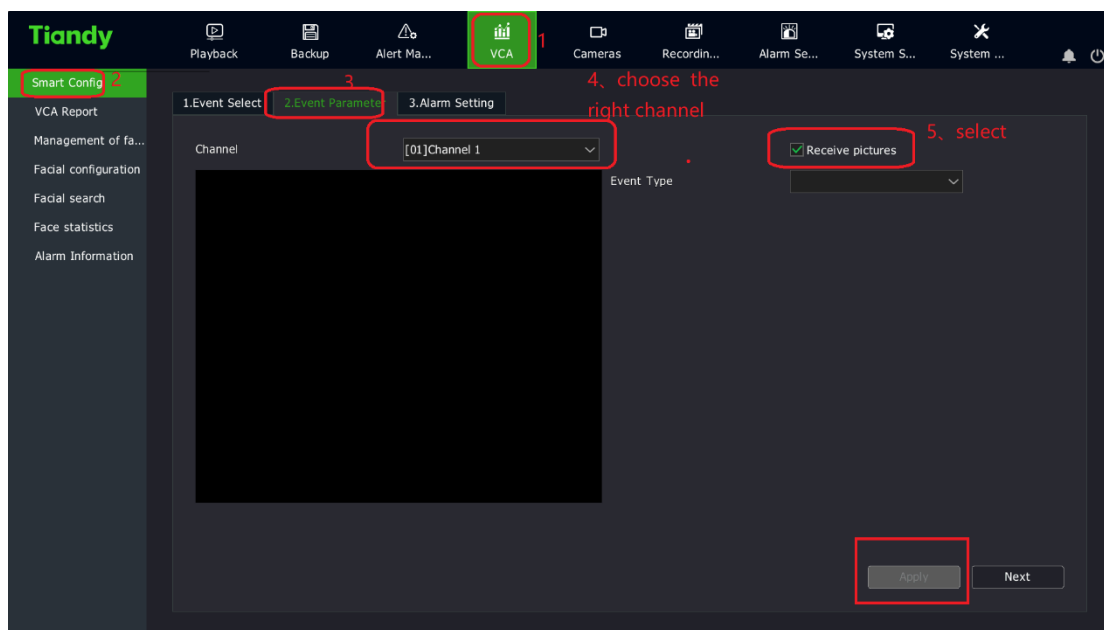 Tiandy
Playback
Backup
Alert Ma...
VCA
1
Cameras
Recordin...
Alarm Se...
System S...
System ...
Smart Config
2
VCA Report
Management of fa...
Facial configuration
Facial search
Face statistics
Alarm Information
3
4、choose the
right channel
1.Event Select
2.Event Parameter
3.Alarm Setting
Channel
[01]Channel 1
Receive pictures
5、select
Event Type
Apply
Next